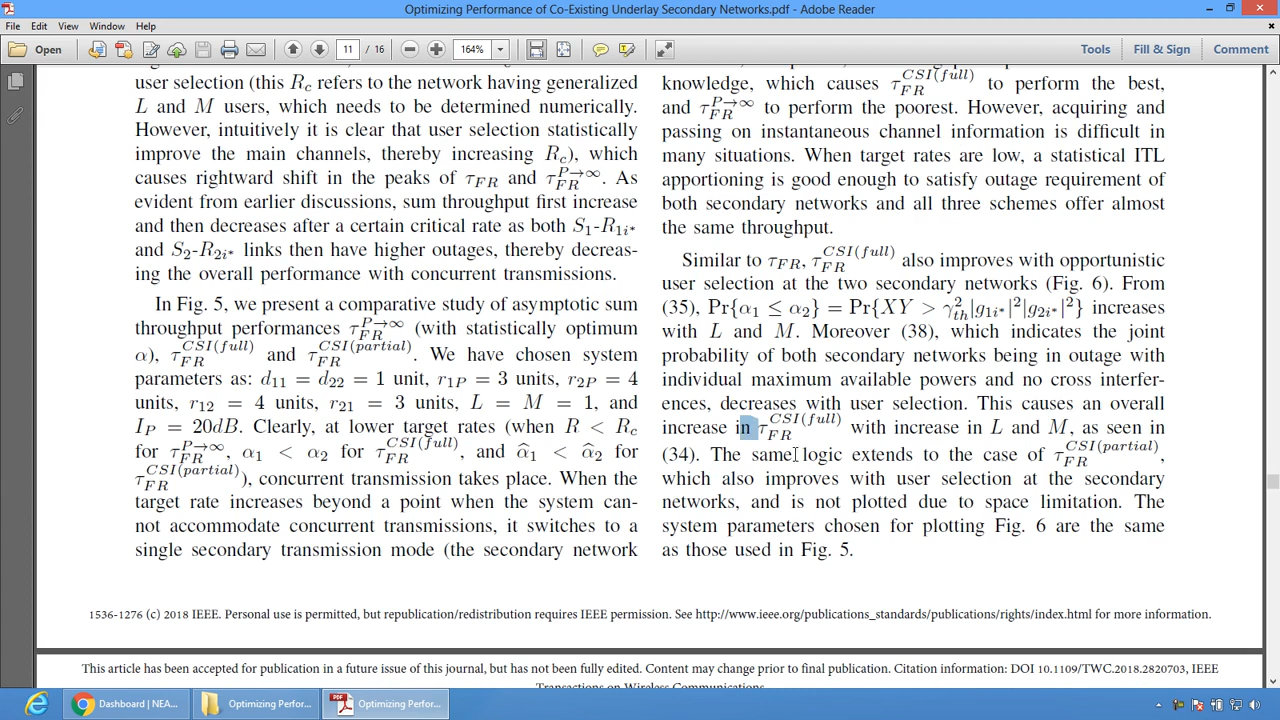 Optimizing Performance of Co-Existing Underlay Secondary Networks.pdf - Adobe Reader
File Edit View Window Help
Open 11 / 16 164% Tools Fill & Sign Comment
user selection (this R_c refers to the network having generalized
L and M users, which needs to be determined numerically.
However, intuitively it is clear that user selection statistically
improve the main channels, thereby increasing R_c), which
causes rightward shift in the peaks of τ_FR and τ_FR^{P→∞}. As
evident from earlier discussions, sum throughput first increase
and then decreases after a certain critical rate as both S_1-R_{1i*}
and S_2-R_{2i*} links then have higher outages, thereby decreas-
ing the overall performance with concurrent transmissions.
In Fig. 5, we present a comparative study of asymptotic sum
throughput performances τ_FR^{P→∞} (with statistically optimum
α), τ_FR^{CSI(full)} and τ_FR^{CSI(partial)}. We have chosen system
parameters as: d_11 = d_22 = 1 unit, r_1P = 3 units, r_2P = 4
units, r_12 = 4 units, r_21 = 3 units, L = M = 1, and
I_P = 20dB. Clearly, at lower target rates (when R < R_c
for τ_FR^{P→∞}, α_1 < α_2 for τ_FR^{CSI(full)}, and α̂_1 < α̂_2 for
τ_FR^{CSI(partial)}), concurrent transmission takes place. When the
target rate increases beyond a point when the system can-
not accommodate concurrent transmissions, it switches to a
single secondary transmission mode (the secondary network
knowledge, which causes τ_FR^{CSI(full)} to perform the best,
and τ_FR^{P→∞} to perform the poorest. However, acquiring and
passing on instantaneous channel information is difficult in
many situations. When target rates are low, a statistical ITL
apportioning is good enough to satisfy outage requirement of
both secondary networks and all three schemes offer almost
the same throughput.
Similar to τ_FR, τ_FR^{CSI(full)} also improves with opportunistic
user selection at the two secondary networks (Fig. 6). From
(35), Pr{α_1 ≤ α_2} = Pr{XY > γ_th^2|g_{1i*}|^2|g_{2i*}|^2} increases
with L and M. Moreover (38), which indicates the joint
probability of both secondary networks being in outage with
individual maximum available powers and no cross interfer-
ences, decreases with user selection. This causes an overall
increase in τ_FR^{CSI(full)} with increase in L and M, as seen in
(34). The same logic extends to the case of τ_FR^{CSI(partial)},
which also improves with user selection at the secondary
networks, and is not plotted due to space limitation. The
system parameters chosen for plotting Fig. 6 are the same
as those used in Fig. 5.
1536-1276 (c) 2018 IEEE. Personal use is permitted, but republication/redistribution requires IEEE permission. See http://www.ieee.org/publications_standards/publications/rights/index.html for more information.
This article has been accepted for publication in a future issue of this journal, but has not been fully edited. Content may change prior to final publication. Citation information: DOI 10.1109/TWC.2018.2820703, IEEE
Transactions on Wireless Communications
Dashboard | NEA... Optimizing Perfor... Optimizing Perfor...